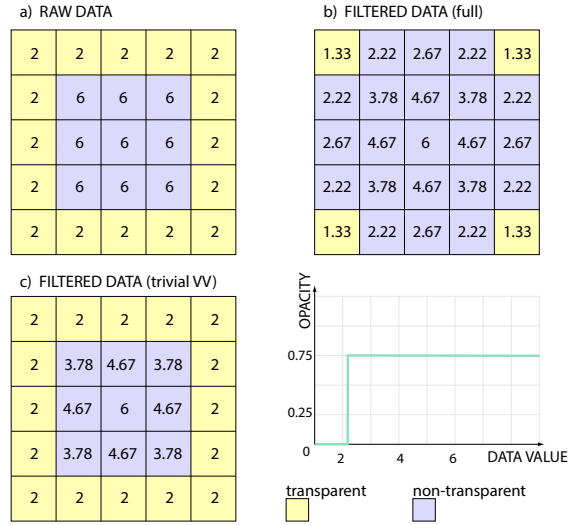 a) RAW DATA
2 2 2 2 2
2 6 6 6 2
2 6 6 6 2
2 6 6 6 2
2 2 2 2 2
b) FILTERED DATA (full)
1.33 2.22 2.67 2.22 1.33
2.22 3.78 4.67 3.78 2.22
2.67 4.67 6 4.67 2.67
2.22 3.78 4.67 3.78 2.22
1.33 2.22 2.67 2.22 1.33
c) FILTERED DATA (trivial VV)
2 2 2 2 2
2 3.78 4.67 3.78 2
2 4.67 6 4.67 2
2 3.78 4.67 3.78 2
2 2 2 2 2
OPACITY
0.75
0.25
0 2 4 6 DATA VALUE
transparent
non-transparent